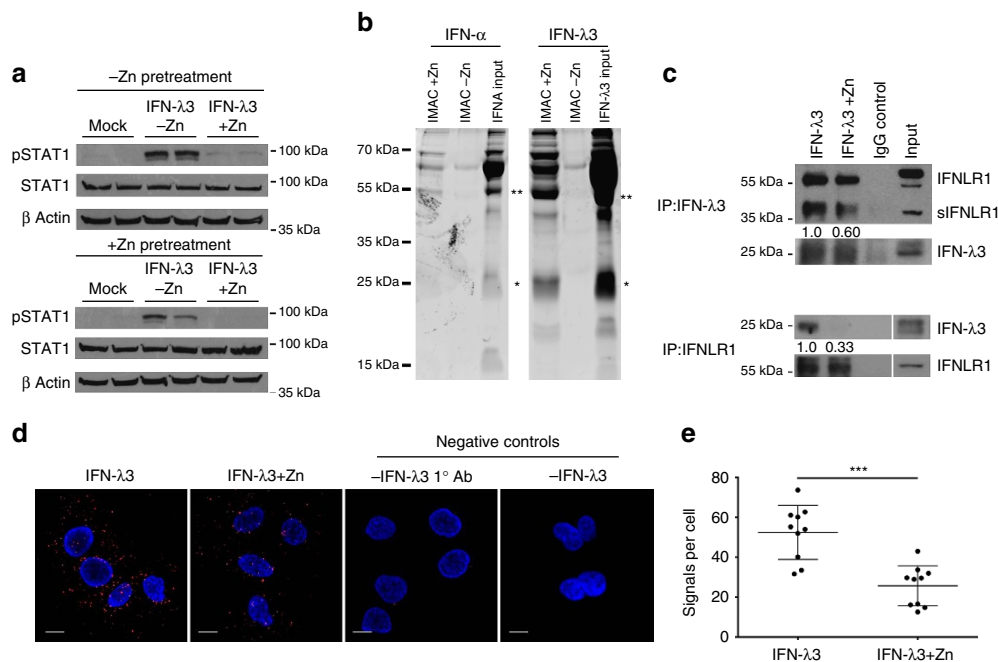 a
–Zn pretreatment
IFN-λ3 IFN-λ3
Mock –Zn +Zn
pSTAT1 100 kDa
STAT1 100 kDa
β Actin
35 kDa
+Zn pretreatment
IFN-λ3 IFN-λ3
Mock –Zn +Zn
pSTAT1 100 kDa
STAT1 100 kDa
β Actin
35 kDa
b
IFN-α IFN-λ3
IMAC +Zn
IMAC –Zn
IFNA input
IMAC +Zn
IMAC –Zn
IFN-λ3 input
70 kDa
55 kDa ** **
35 kDa
25 kDa * *
15 kDa
c
IFN-λ3
IFN-λ3 +Zn
IgG control
Input
IP:IFN-λ3
55 kDa IFNLR1
35 kDa sIFNLR1
1.0 0.60
25 kDa IFN-λ3
IP:IFNLR1
25 kDa IFN-λ3
1.0 0.33
55 kDa IFNLR1
d
Negative controls
IFN-λ3 IFN-λ3+Zn –IFN-λ3 1° Ab –IFN-λ3
e
***
Signals per cell
80
60
40
20
0
IFN-λ3 IFN-λ3+Zn